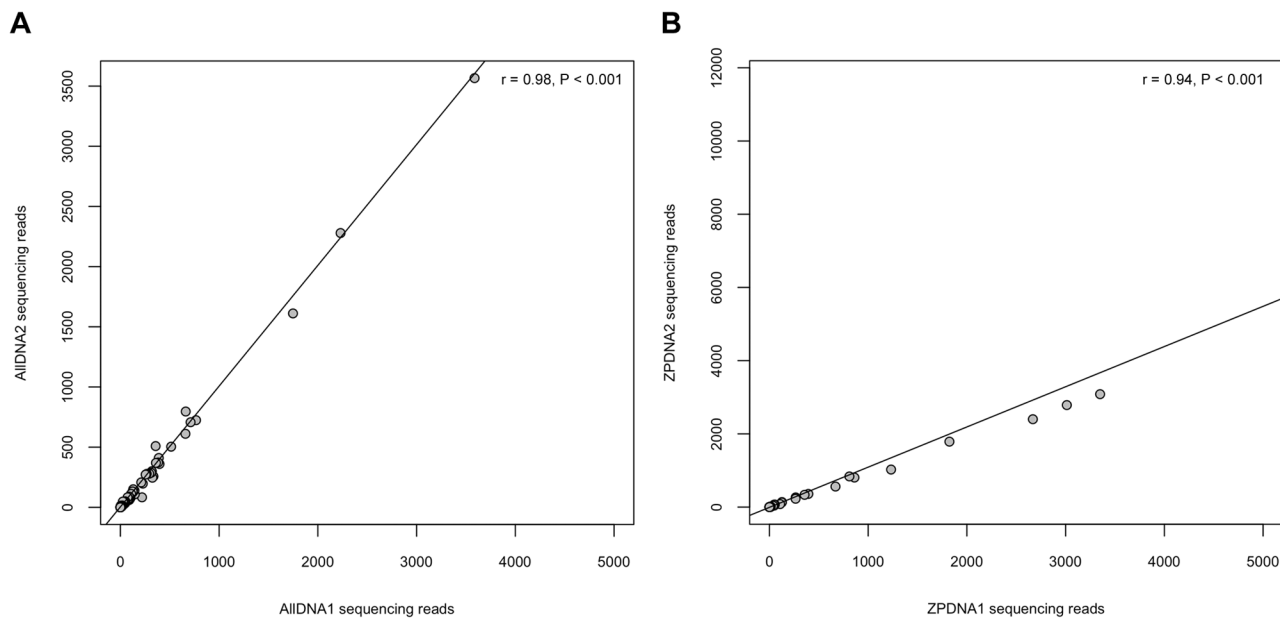 A
r = 0.98, P < 0.001
3500
3000
2500
2000
1500
1000
500
0
AllDNA2 sequencing reads
0 1000 2000 3000 4000 5000
AllDNA1 sequencing reads
B
r = 0.94, P < 0.001
12000
10000
8000
6000
4000
2000
0
ZPDNA2 sequencing reads
0 1000 2000 3000 4000 5000
ZPDNA1 sequencing reads